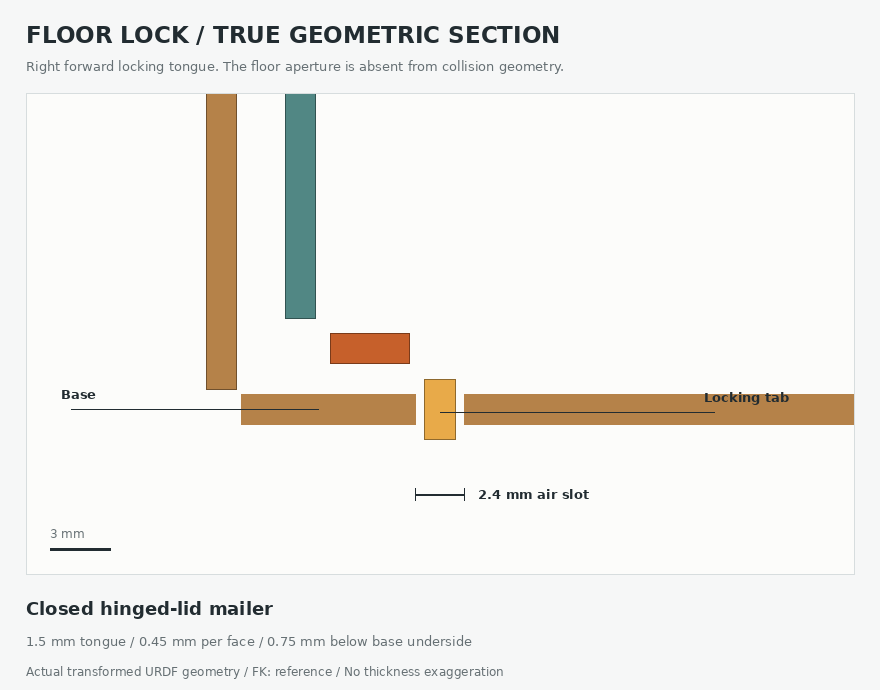 FLOOR LOCK / TRUE GEOMETRIC SECTION
Right forward locking tongue. The floor aperture is absent from collision geometry.
Base
Locking tab
2.4 mm air slot
3 mm
Closed hinged-lid mailer
1.5 mm tongue / 0.45 mm per face / 0.75 mm below base underside
Actual transformed URDF geometry / FK: reference / No thickness exaggeration